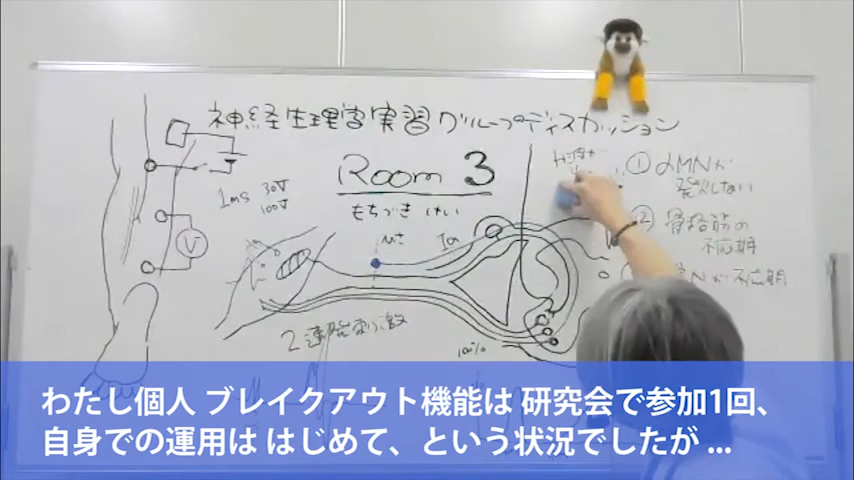 神経生理学実習グループディスカッション
Room 3
もちづき けい
1ms 30V
100V
V
Ia
① αMNが
発火しない
② 骨格筋の
不応期
N が不応期
2連発刺激
100%
わたし個人 ブレイクアウト機能は 研究会で参加1回、
自身での運用は はじめて、という状況でしたが ...